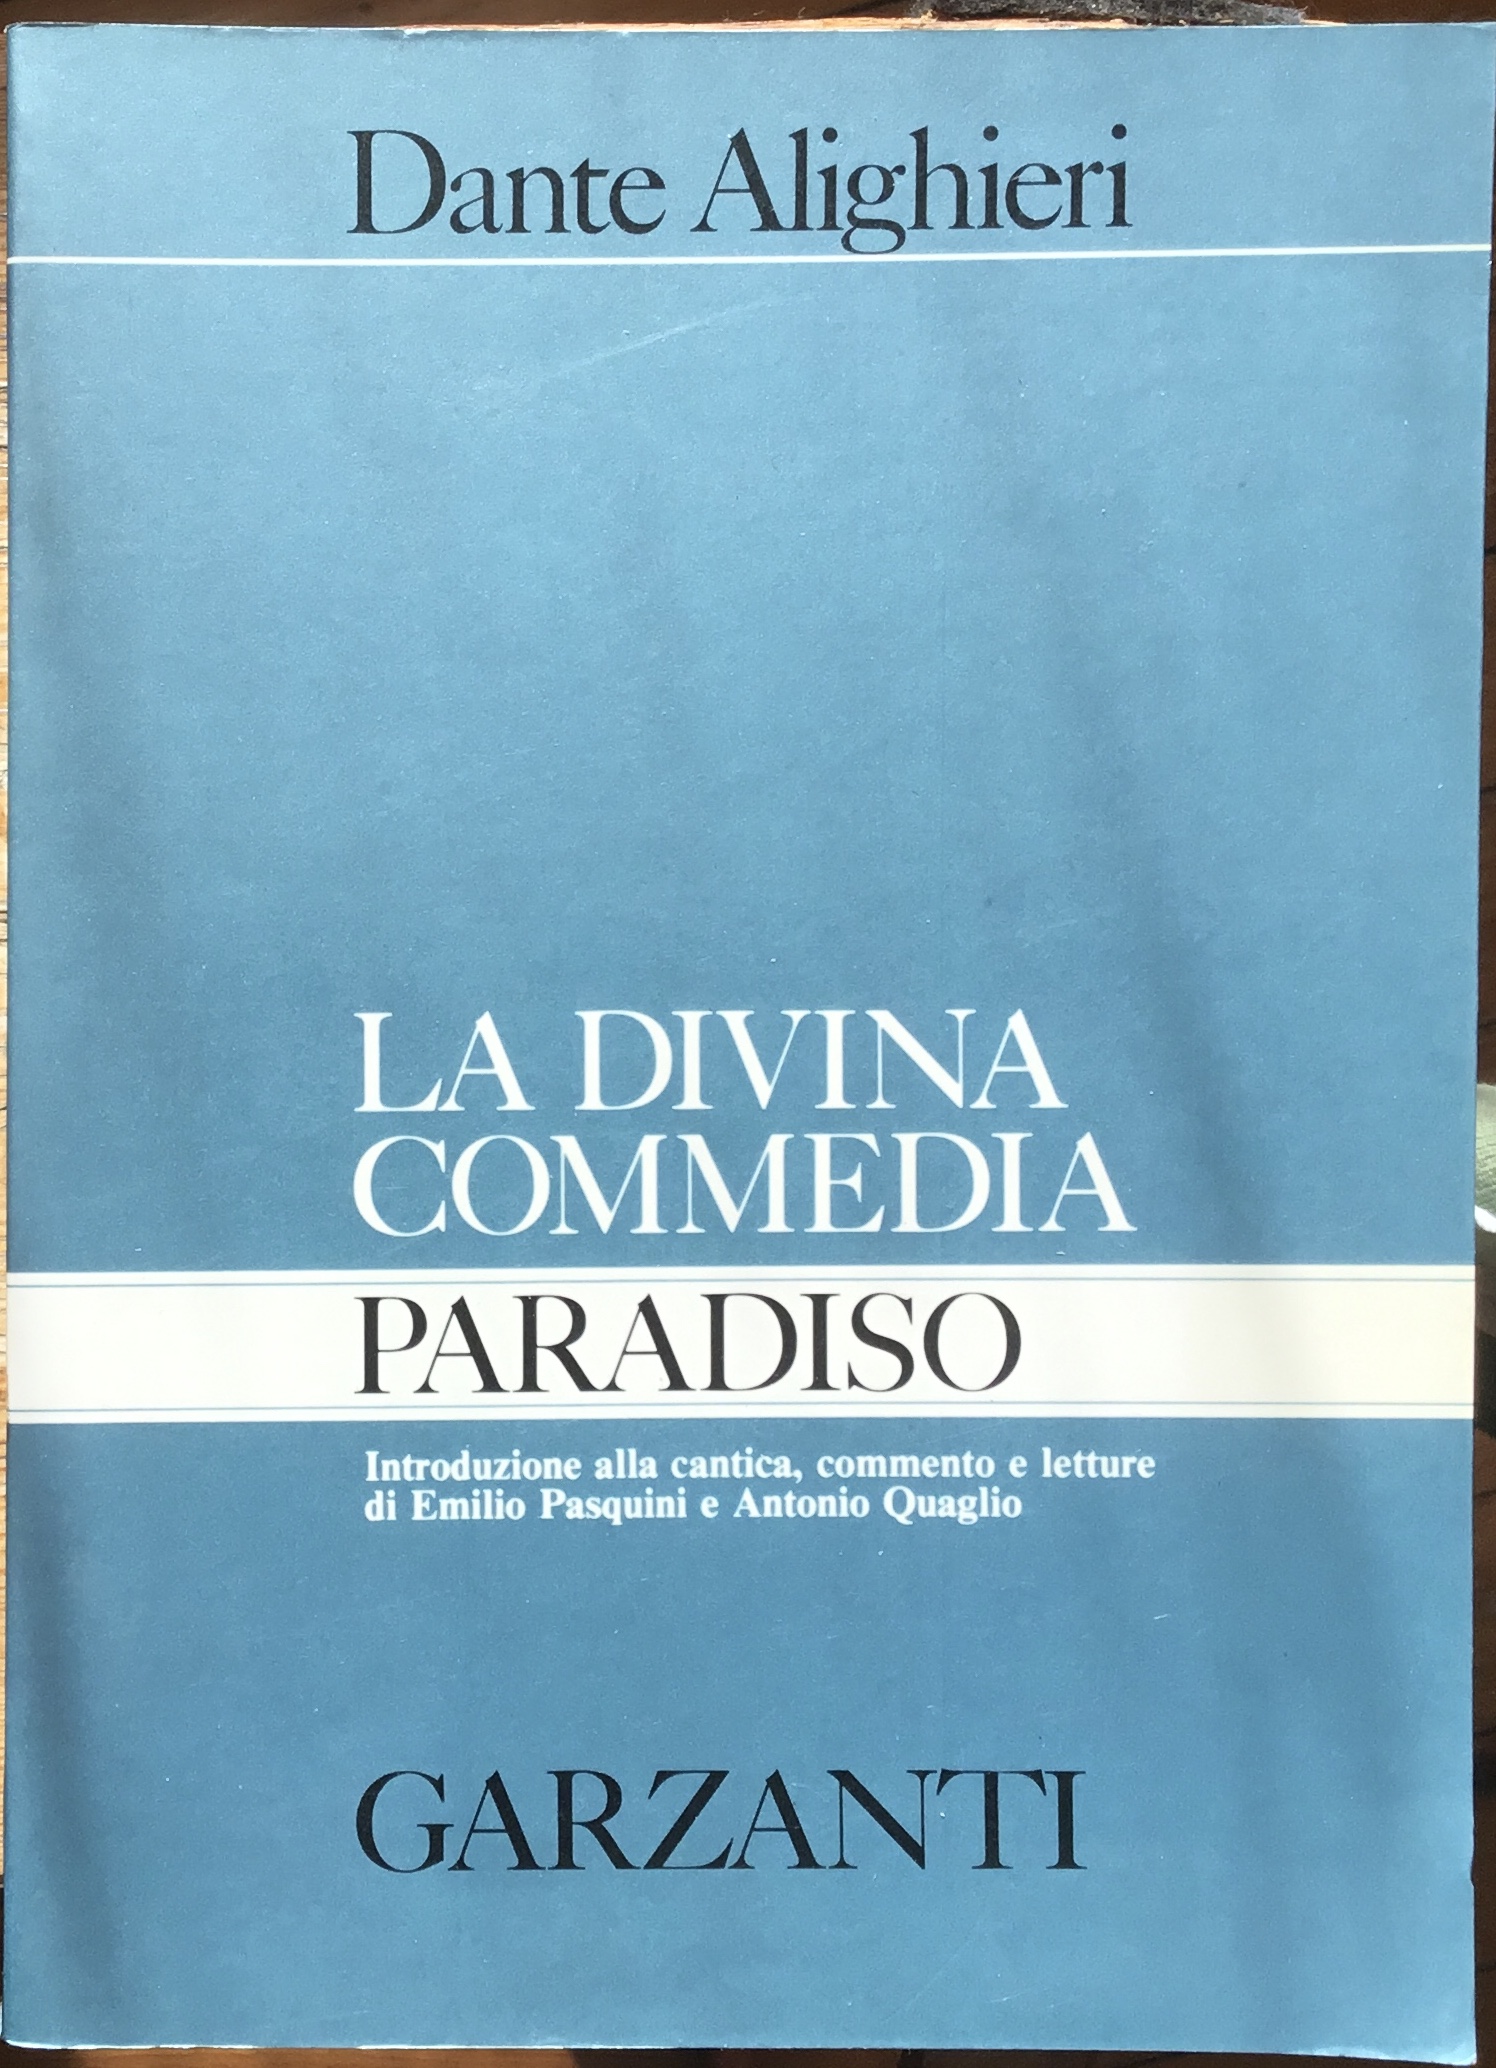 Dante Alighieri
LA DIVINA
COMMEDIA
PARADISO
Introduzione alla cantica, commento e letture
di Emilio Pasquini e Antonio Quaglio
GARZANTI